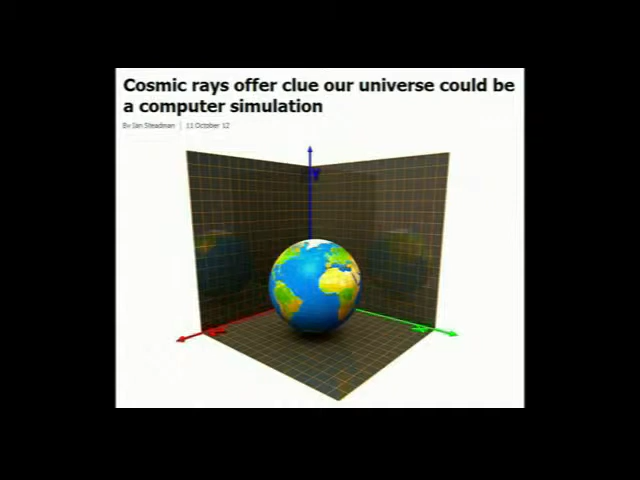 Cosmic rays offer clue our universe could be
a computer simulation
By Ian Steadman | 11 October 12